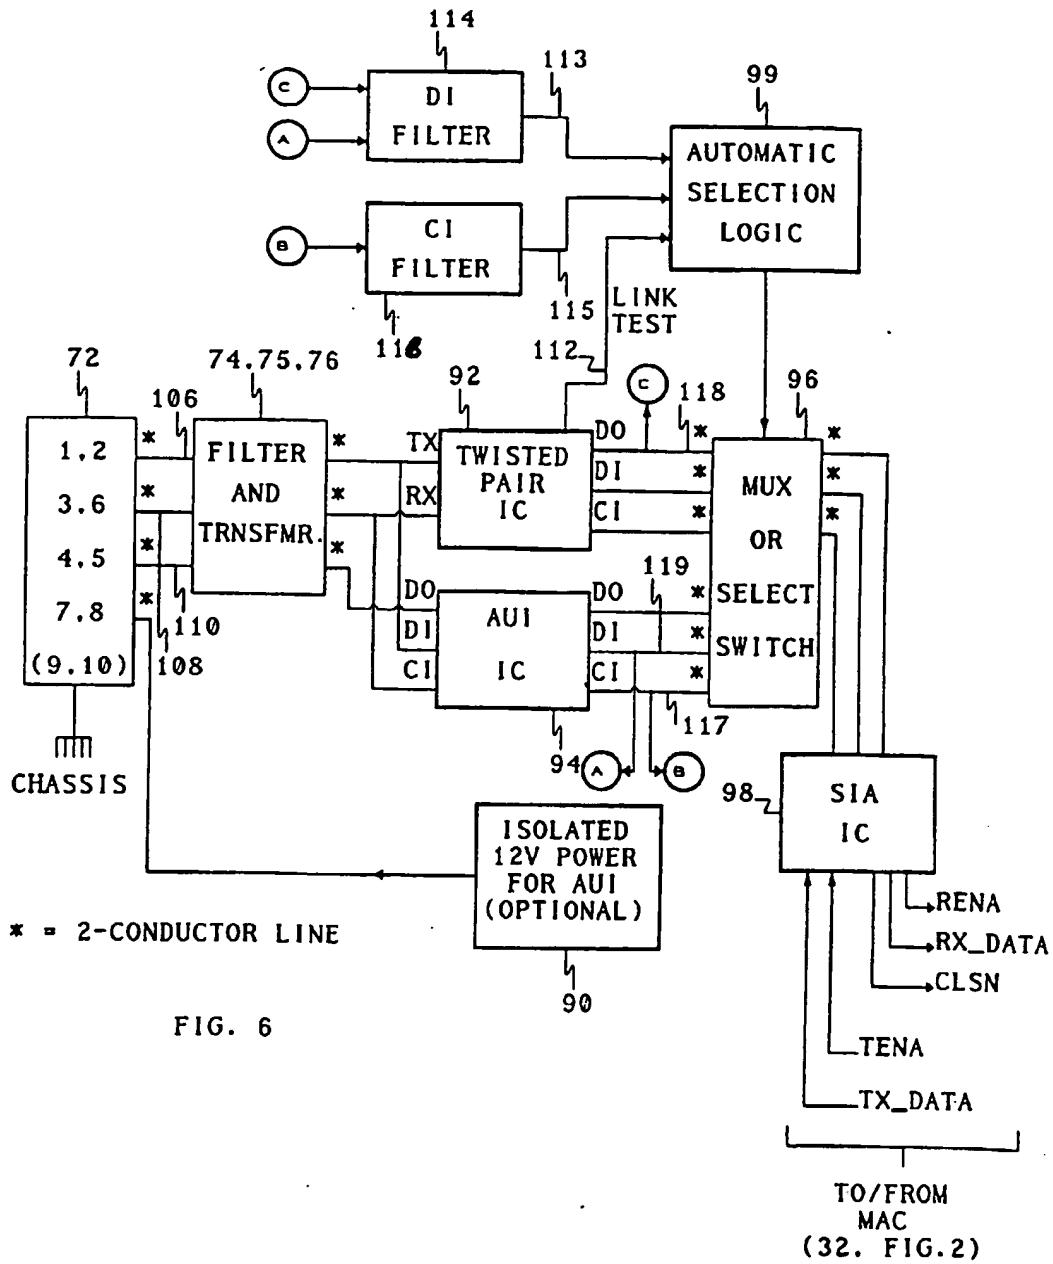 114
113
C
DI
FILTER
A
99
AUTOMATIC
SELECTION
LOGIC
B
CI
FILTER
116
115
LINK
TEST
112
72
106
74.75.76
92
C
118
96
1.2
3.6
4.5
7.8
(9.10)
*
*
*
*
110
108
CHASSIS
FILTER
AND
TRNSFMR.
*
*
*
TX
RX
TWISTED
PAIR
IC
DO
DI
CI
*
*
*
MUX
OR
SELECT
SWITCH
*
*
*
DO
DI
CI
AUI
IC
DO
DI
CI
119
*
*
*
117
94
A
B
98
SIA
IC
ISOLATED
12V POWER
FOR AUI
(OPTIONAL)
90
* = 2-CONDUCTOR LINE
RENA
RX_DATA
CLSN
TENA
TX_DATA
FIG. 6
TO/FROM
MAC
(32. FIG.2)